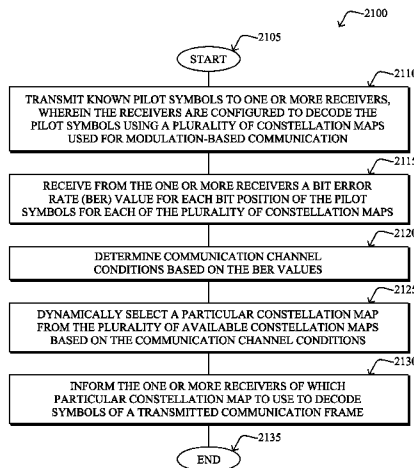 2100
2105
START
2110
TRANSMIT KNOWN PILOT SYMBOLS TO ONE OR MORE RECEIVERS,
WHEREIN THE RECEIVERS ARE CONFIGURED TO DECODE THE
PILOT SYMBOLS USING A PLURALITY OF CONSTELLATION MAPS
USED FOR MODULATION-BASED COMMUNICATION
2115
RECEIVE FROM THE ONE OR MORE RECEIVERS A BIT ERROR
RATE (BER) VALUE FOR EACH BIT POSITION OF THE PILOT
SYMBOLS FOR EACH OF THE PLURALITY OF CONSTELLATION MAPS
2120
DETERMINE COMMUNICATION CHANNEL
CONDITIONS BASED ON THE BER VALUES
2125
DYNAMICALLY SELECT A PARTICULAR CONSTELLATION MAP
FROM THE PLURALITY OF AVAILABLE CONSTELLATION MAPS
BASED ON THE COMMUNICATION CHANNEL CONDITIONS
2130
INFORM THE ONE OR MORE RECEIVERS OF WHICH
PARTICULAR CONSTELLATION MAP TO USE TO DECODE
SYMBOLS OF A TRANSMITTED COMMUNICATION FRAME
END
2135